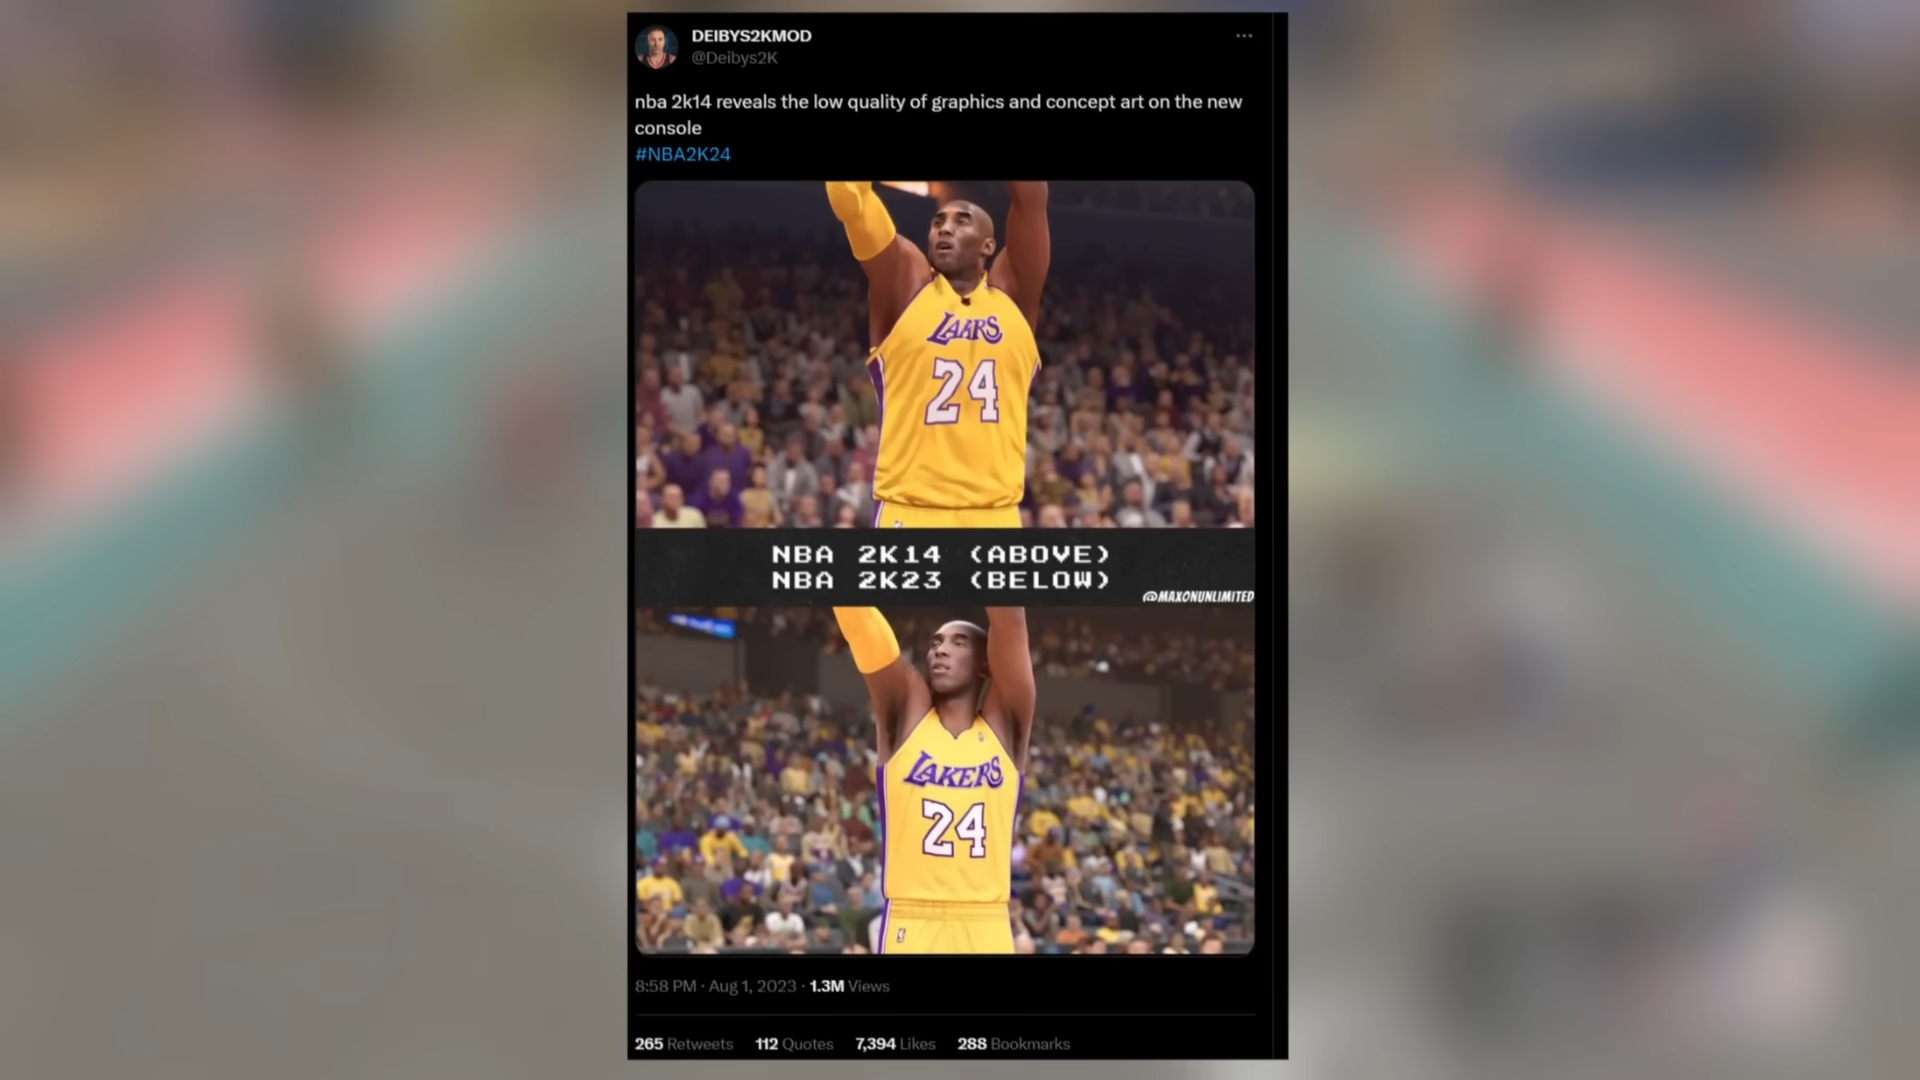 DEIBYS2KMOD
@Deibys2K
nba 2k14 reveals the low quality of graphics and concept art on the new
console
#NBA2K24
LAKRS
24
NBA 2K14 (ABOVE)
NBA 2K23 (BELOW)
@MAXONUNLIMITED
LAKERS
24
8:58 PM · Aug 1, 2023 · 1.3M Views
265 Retweets 112 Quotes 7,394 Likes 288 Bookmarks